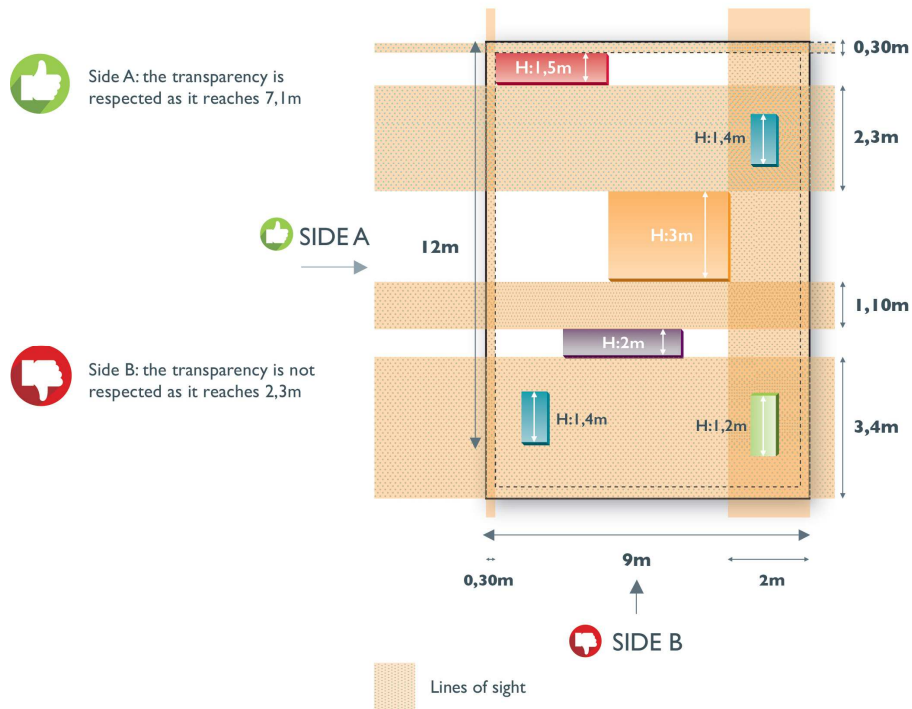 0,30m
H:1,5m
Side A: the transparency is
respected as it reaches 7,1m
2,3m
H:1,4m
SIDE A
12m
H:3m
1,10m
H:2m
Side B: the transparency is not
respected as it reaches 2,3m
H:1,4m
H:1,2m
3,4m
9m
0,30m
2m
SIDE B
Lines of sight